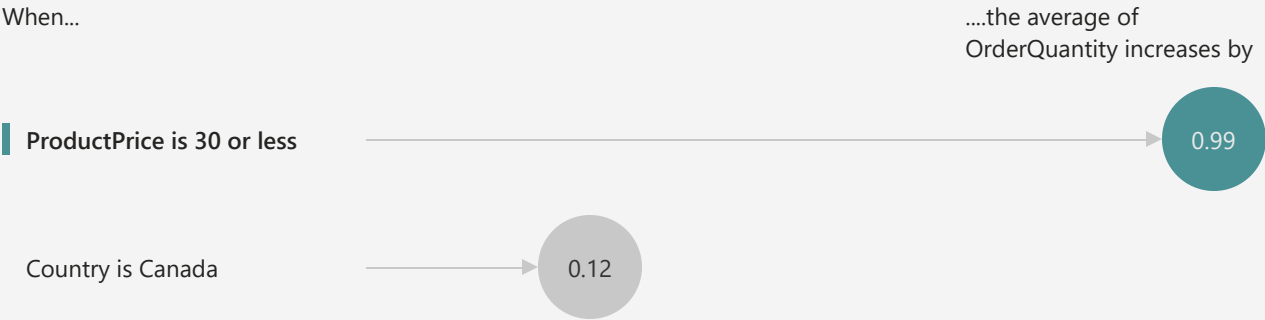 When...
....the average of
OrderQuantity increases by
ProductPrice is 30 or less
0.99
Country is Canada
0.12